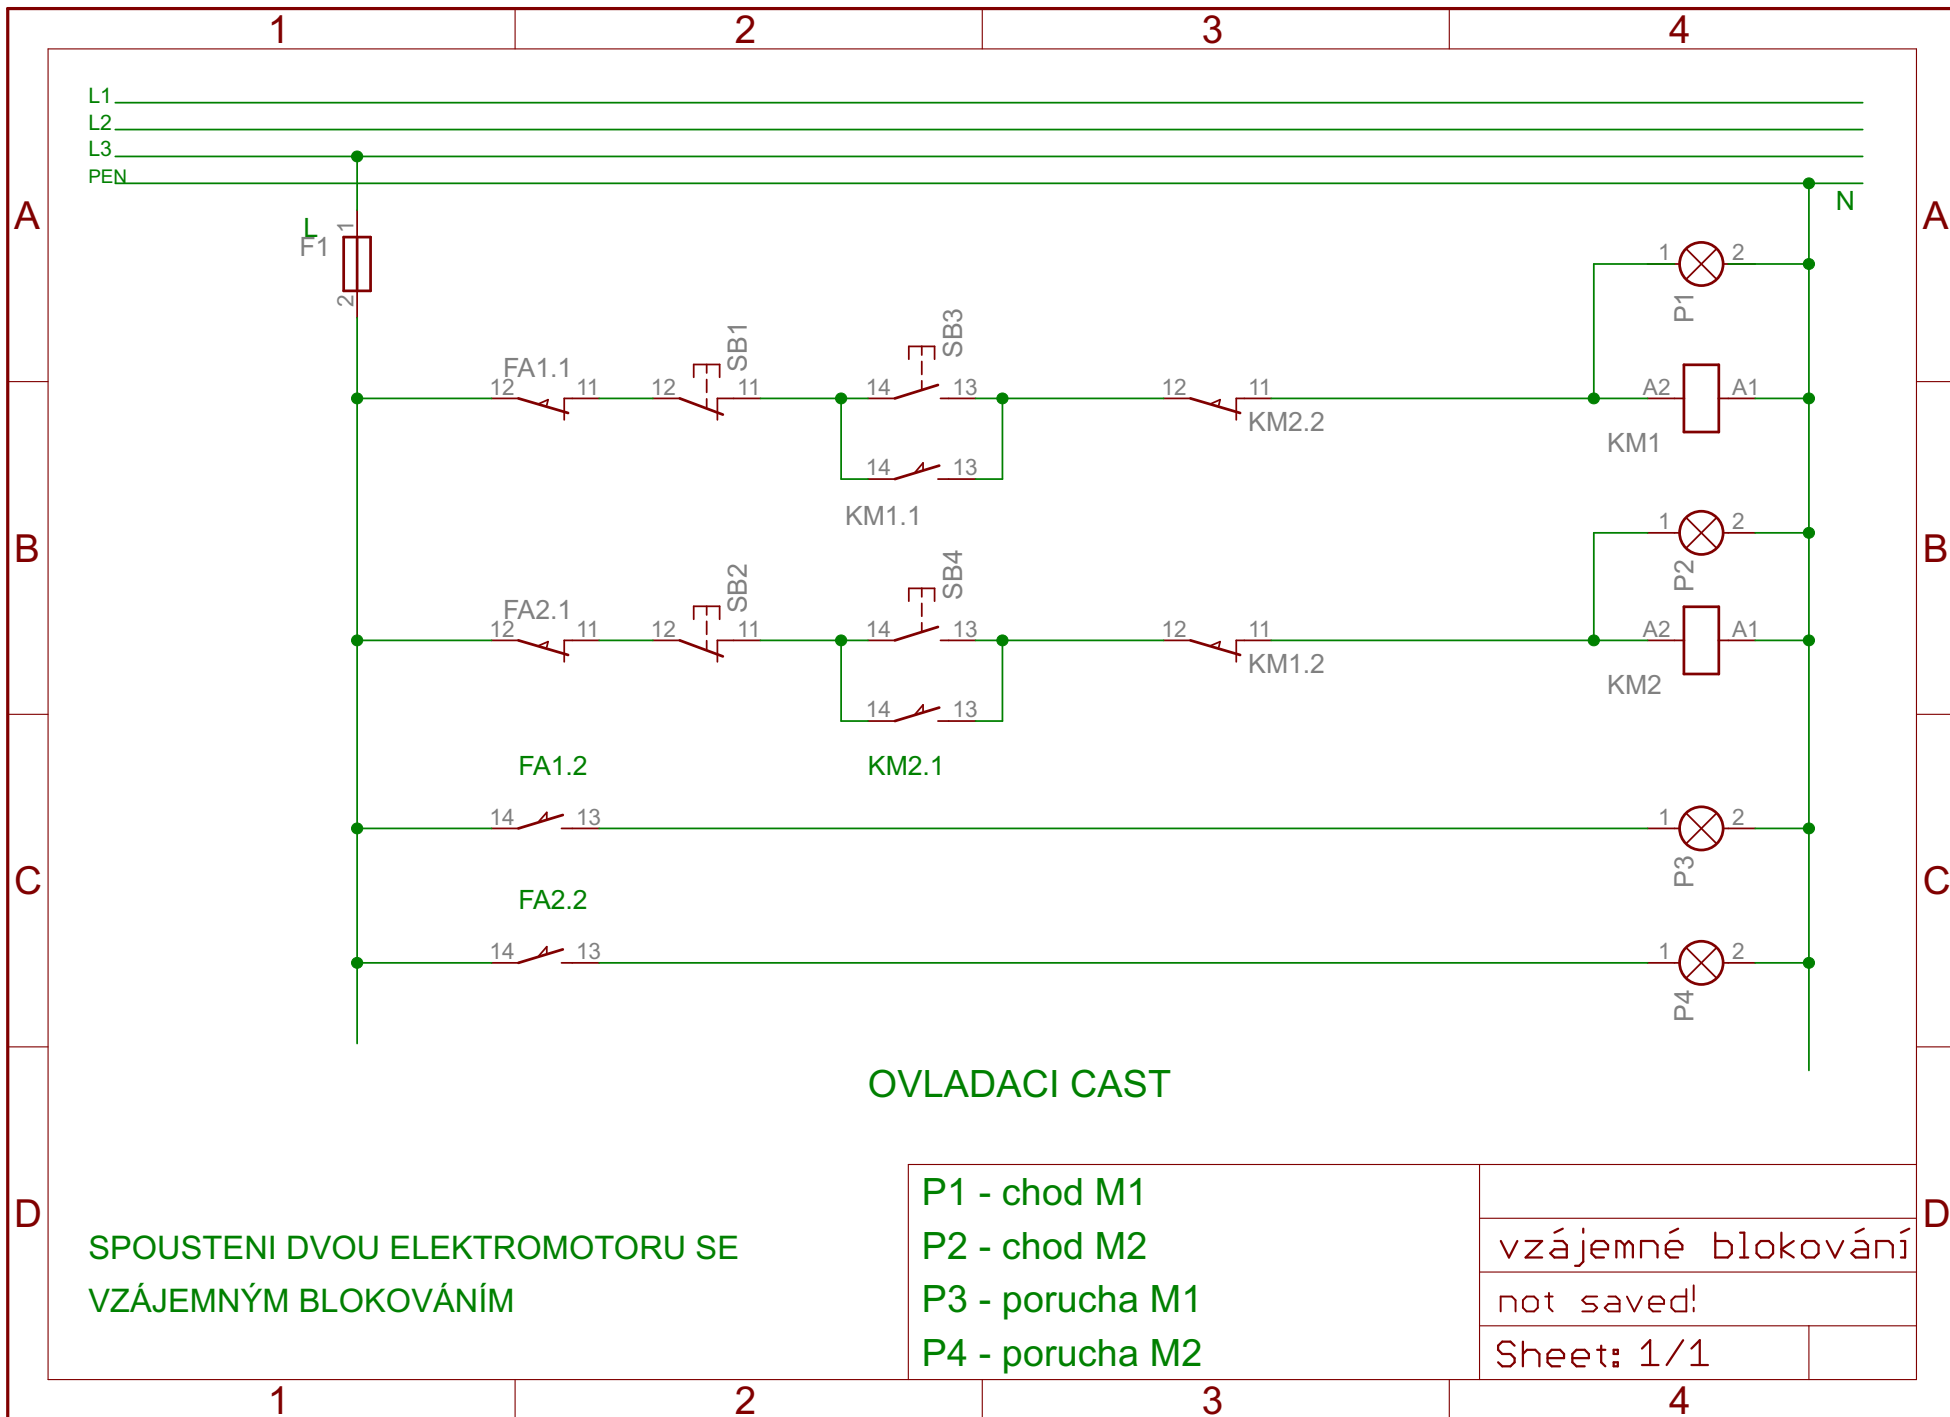 1 2 3 4
L1
L2
L3
PEN
N
A A
L
F1 1
2
1 2
P1
FA1.1 SB1 SB3
12 11 12 11 14 13 12 11 A2 A1
KM2.2 KM1
14 13
KM1.1
B B
1 2
P2
FA2.1 SB2 SB4
12 11 12 11 14 13 12 11 A2 A1
KM1.2 KM2
14 13
FA1.2 KM2.1
14 13 1 2
P3
C C
FA2.2
14 13 1 2
P4
OVLADACI CAST
D D
SPOUSTENI DVOU ELEKTROMOTORU SE
VZÁJEMNÝM BLOKOVÁNÍM
P1 - chod M1
P2 - chod M2
P3 - porucha M1
P4 - porucha M2
vzájemné blokování
not saved!
Sheet: 1/1
1 2 3 4